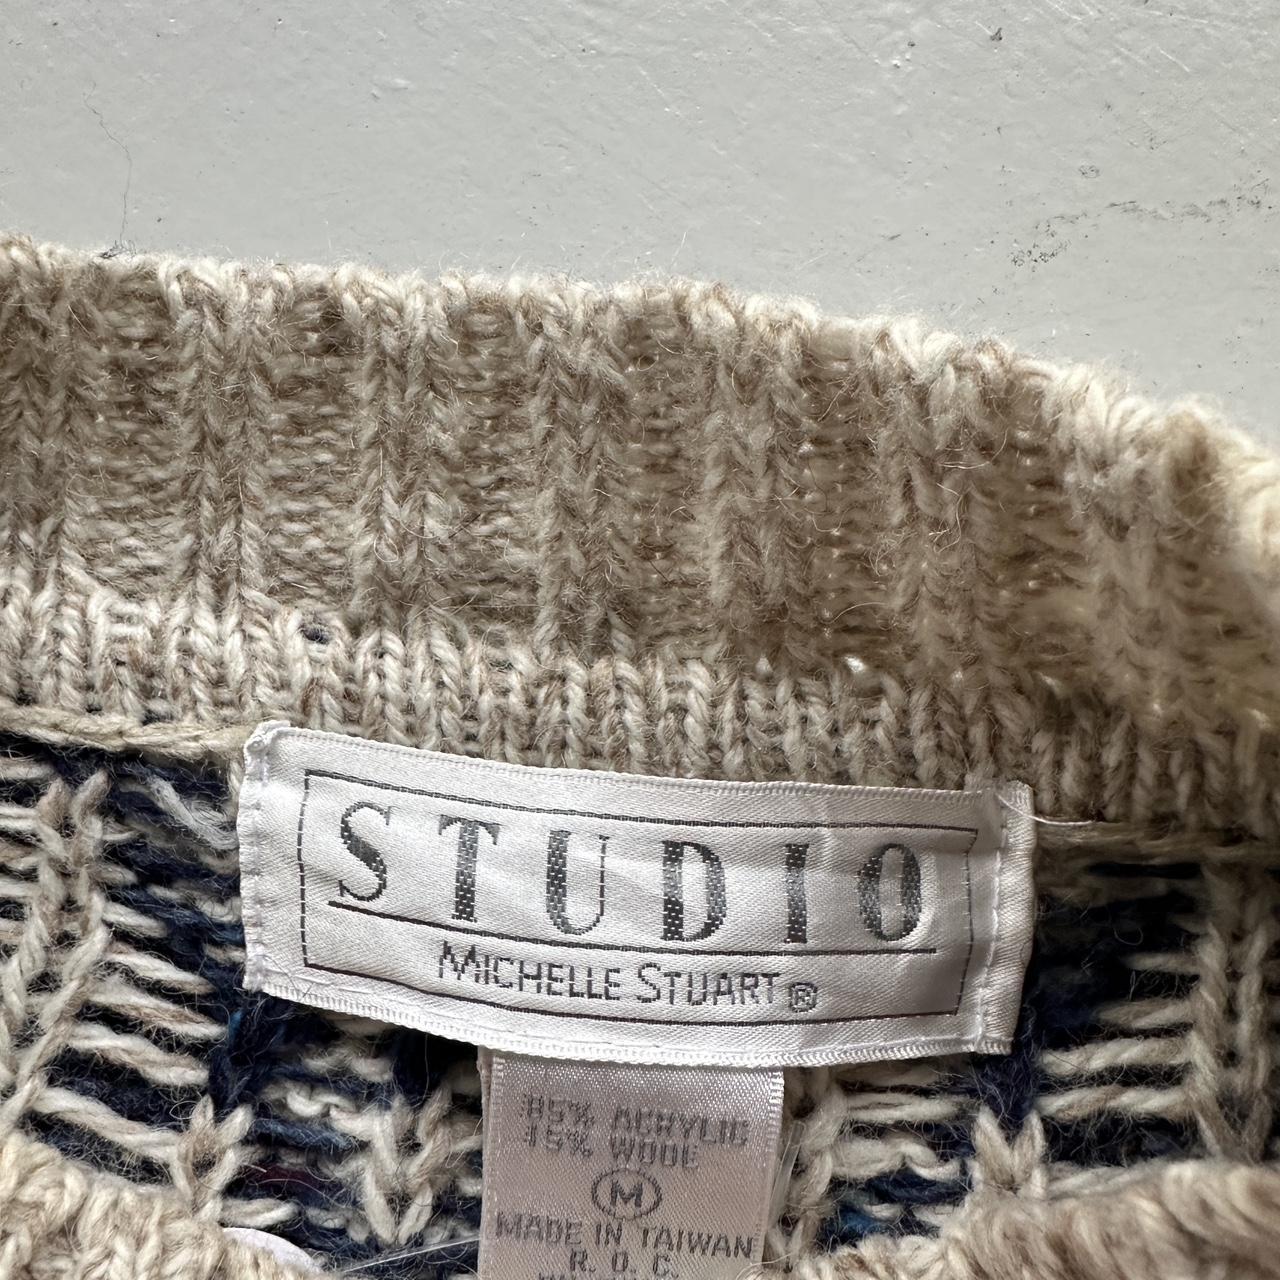 STUDIO
MICHELLE STUART®
85% ACRYLIC
15% WOOL
M
MADE IN TAIWAN
R. O. C.